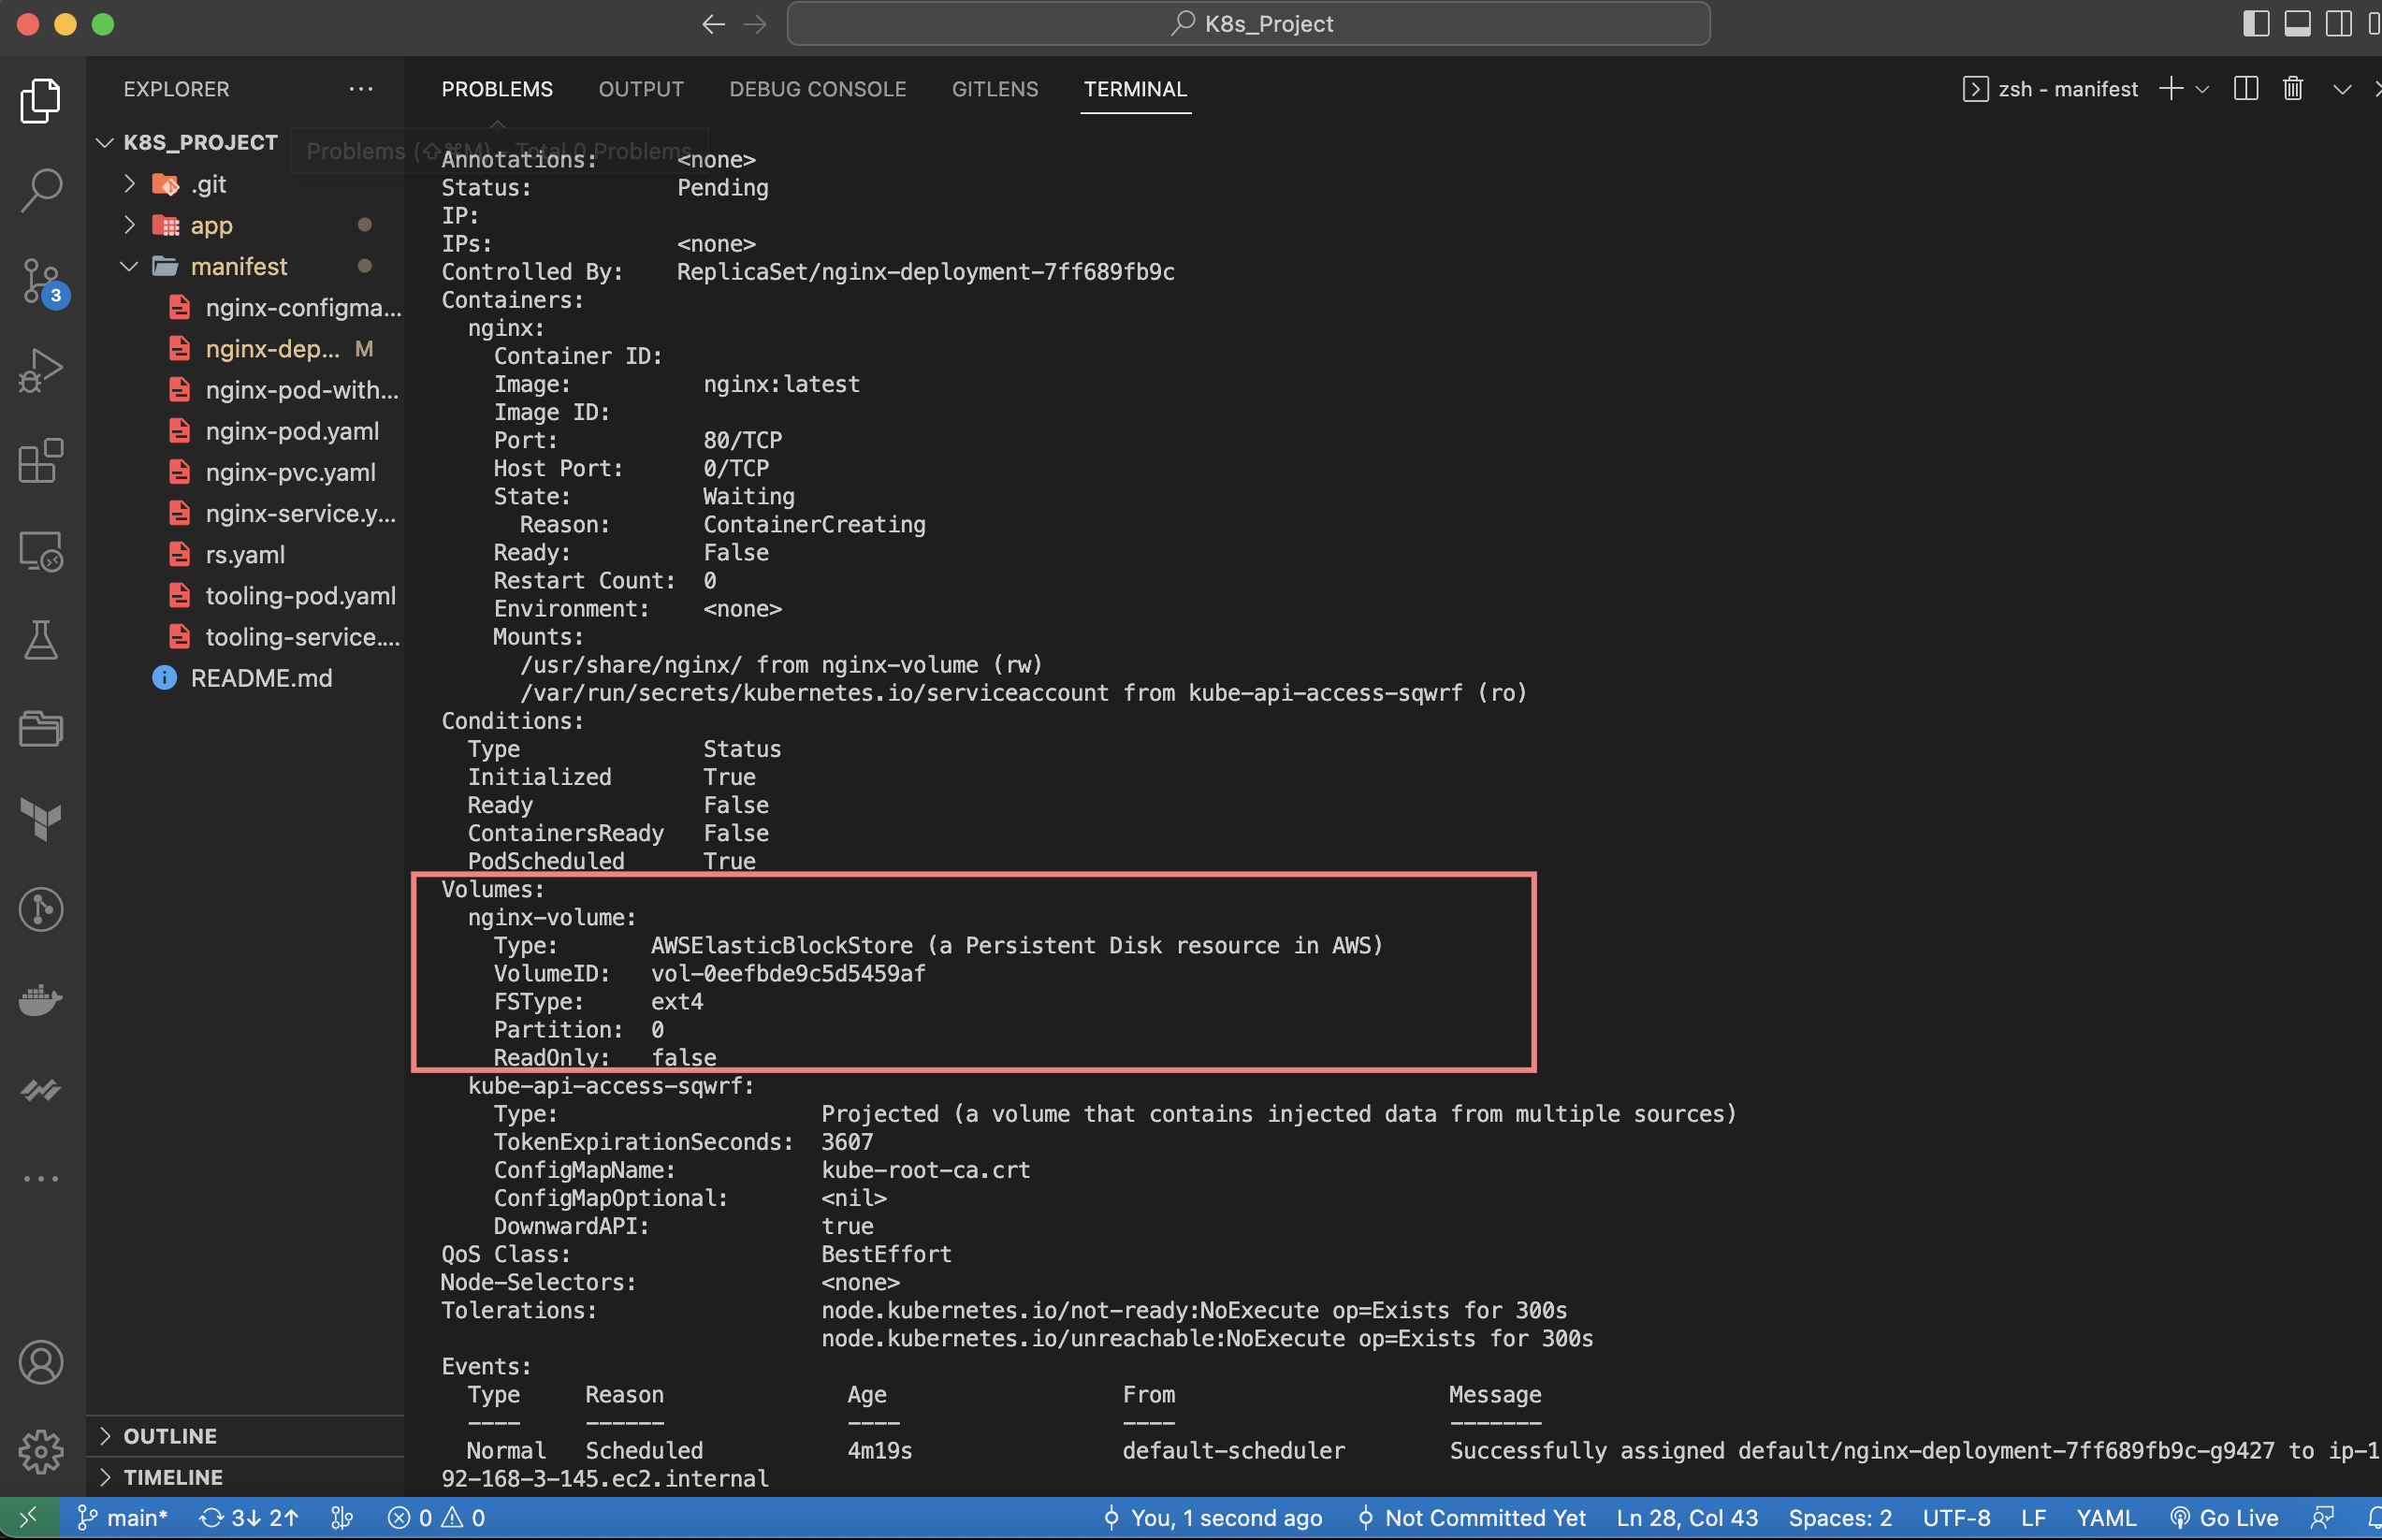 K8s_Project
EXPLORER
PROBLEMS OUTPUT DEBUG CONSOLE GITLENS TERMINAL
zsh - manifest
K8S_PROJECT
Problems (⇧⌘M) - Total 0 Problems
.git
app
manifest
nginx-configma...
nginx-dep... M
nginx-pod-with...
nginx-pod.yaml
nginx-pvc.yaml
nginx-service.y...
rs.yaml
tooling-pod.yaml
tooling-service....
README.md
3
OUTLINE
TIMELINE
Annotations: <none>
Status: Pending
IP:
IPs: <none>
Controlled By: ReplicaSet/nginx-deployment-7ff689fb9c
Containers:
nginx:
Container ID:
Image: nginx:latest
Image ID:
Port: 80/TCP
Host Port: 0/TCP
State: Waiting
Reason: ContainerCreating
Ready: False
Restart Count: 0
Environment: <none>
Mounts:
/usr/share/nginx/ from nginx-volume (rw)
/var/run/secrets/kubernetes.io/serviceaccount from kube-api-access-sqwrf (ro)
Conditions:
Type Status
Initialized True
Ready False
ContainersReady False
PodScheduled True
Volumes:
nginx-volume:
Type: AWSElasticBlockStore (a Persistent Disk resource in AWS)
VolumeID: vol-0eefbde9c5d5459af
FSType: ext4
Partition: 0
ReadOnly: false
kube-api-access-sqwrf:
Type: Projected (a volume that contains injected data from multiple sources)
TokenExpirationSeconds: 3607
ConfigMapName: kube-root-ca.crt
ConfigMapOptional: <nil>
DownwardAPI: true
QoS Class: BestEffort
Node-Selectors: <none>
Tolerations: node.kubernetes.io/not-ready:NoExecute op=Exists for 300s
node.kubernetes.io/unreachable:NoExecute op=Exists for 300s
Events:
Type Reason Age From Message
---- ------ ---- ---- -------
Normal Scheduled 4m19s default-scheduler Successfully assigned default/nginx-deployment-7ff689fb9c-g9427 to ip-1
92-168-3-145.ec2.internal
main* 3↓ 2↑ 0 0 You, 1 second ago Not Committed Yet Ln 28, Col 43 Spaces: 2 UTF-8 LF YAML Go Live